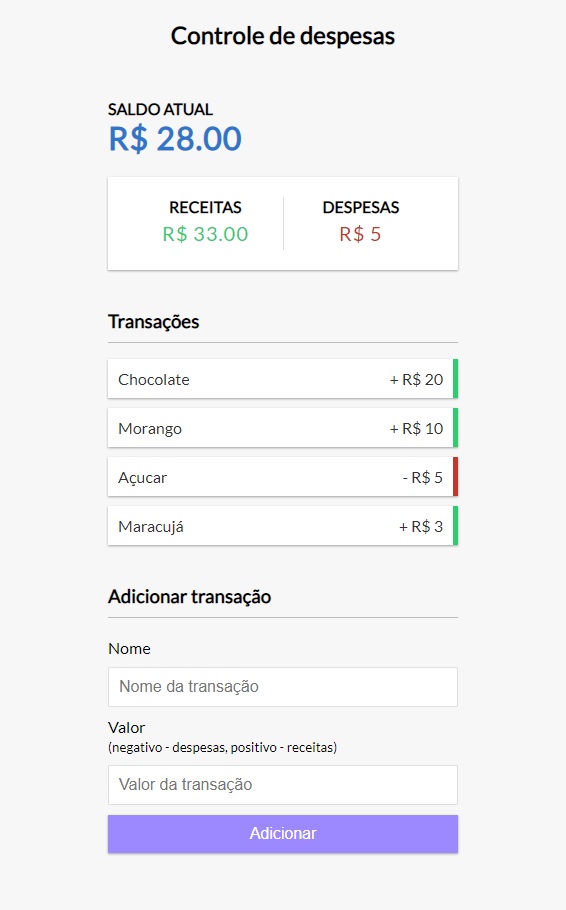 Controle de despesas
SALDO ATUAL
R$ 28.00
RECEITAS DESPESAS
R$ 33.00 R$ 5
Transações
Chocolate + R$ 20
Morango + R$ 10
Açucar - R$ 5
Maracujá + R$ 3
Adicionar transação
Nome
Nome da transação
Valor
(negativo - despesas, positivo - receitas)
Valor da transação
Adicionar